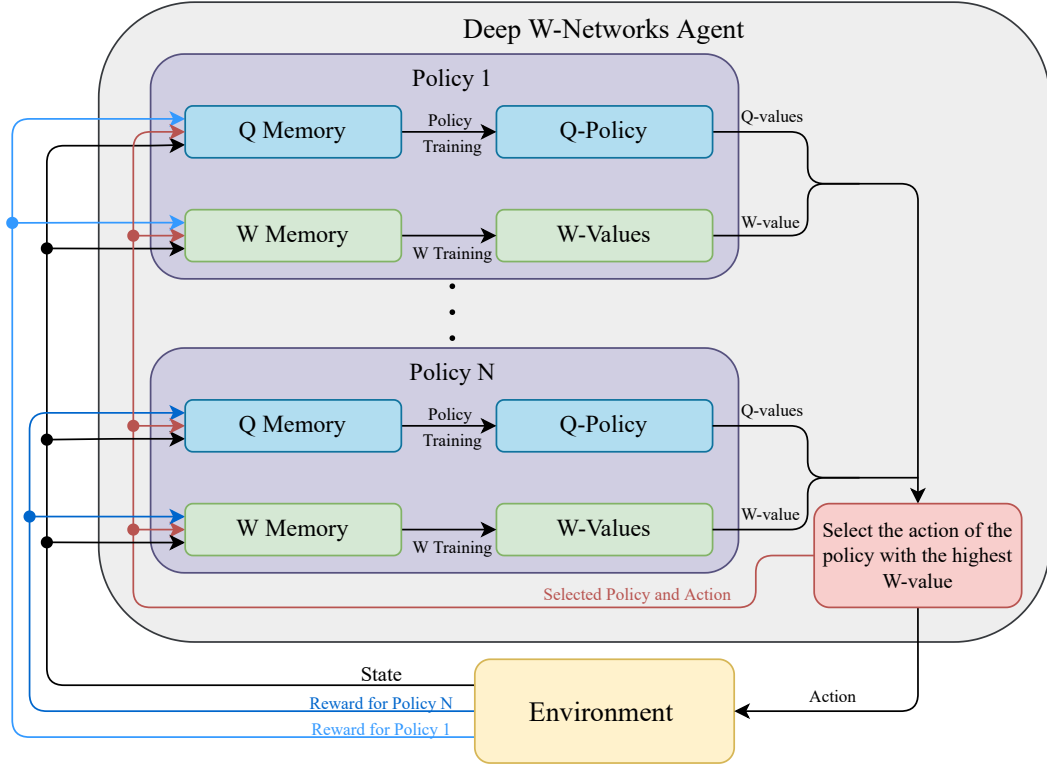 Deep W-Networks Agent
Policy 1
Q Memory
Policy
Training
Q-Policy
Q-values
W Memory
W Training
W-Values
W-value
Policy N
Q Memory
Policy
Training
Q-Policy
Q-values
W Memory
W Training
W-Values
W-value
Select the action of the
policy with the highest
W-value
Selected Policy and Action
State
Reward for Policy N
Reward for Policy 1
Environment
Action